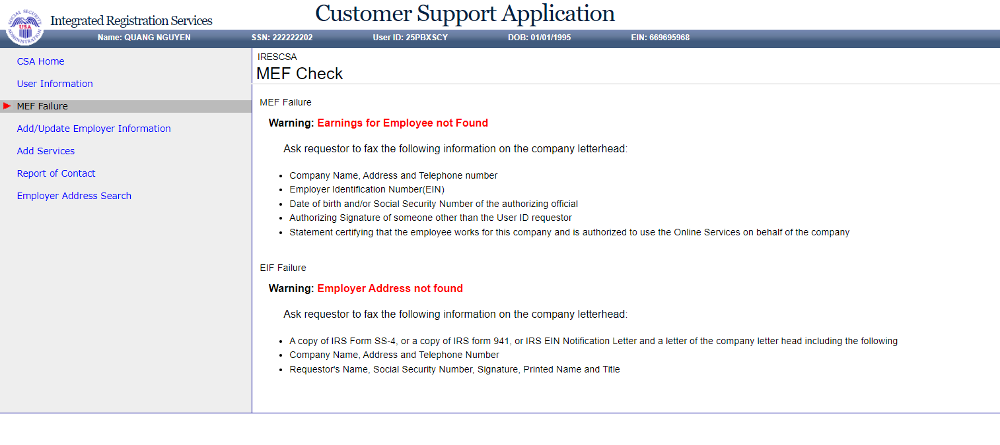 SOCIAL SECURITY
USA
ADMINISTRATION
Integrated Registration Services
Customer Support Application
Name: QUANG NGUYEN SSN: 222222202 User ID: 25PBXSCY DOB: 01/01/1995 EIN: 669695968
CSA Home
User Information
MEF Failure
Add/Update Employer Information
Add Services
Report of Contact
Employer Address Search
IRESCSA
MEF Check
MEF Failure
Warning: Earnings for Employee not Found
Ask requestor to fax the following information on the company letterhead:
• Company Name, Address and Telephone number
• Employer Identification Number(EIN)
• Date of birth and/or Social Security Number of the authorizing official
• Authorizing Signature of someone other than the User ID requestor
• Statement certifying that the employee works for this company and is authorized to use the Online Services on behalf of the company
EIF Failure
Warning: Employer Address not found
Ask requestor to fax the following information on the company letterhead:
• A copy of IRS Form SS-4, or a copy of IRS form 941, or IRS EIN Notification Letter and a letter of the company letter head including the following
• Company Name, Address and Telephone Number
• Requestor's Name, Social Security Number, Signature, Printed Name and Title